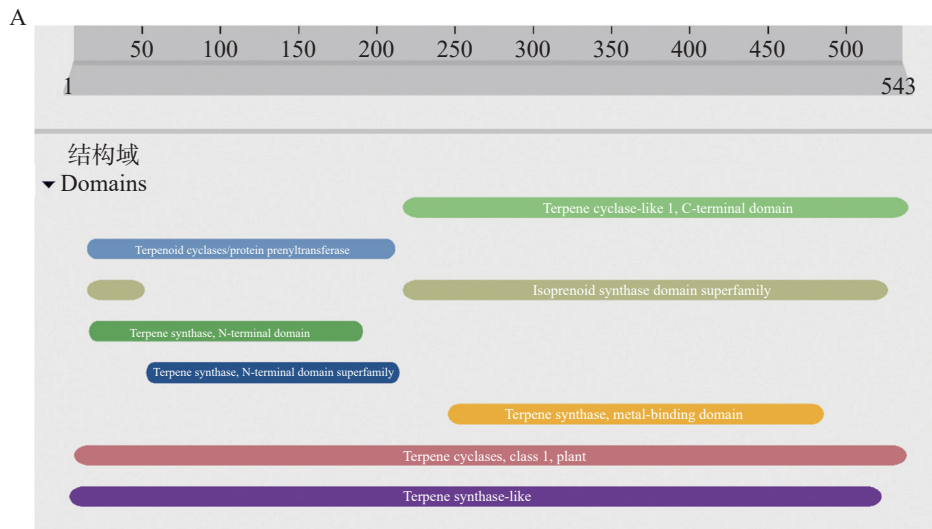 A
50 100 150 200 250 300 350 400 450 500
1 543
结构域
Domains
Terpene cyclase-like 1, C-terminal domain
Terpenoid cyclases/protein prenyltransferase
Isoprenoid synthase domain superfamily
Terpene synthase, N-terminal domain
Terpene synthase, N-terminal domain superfamily
Terpene synthase, metal-binding domain
Terpene cyclases, class 1, plant
Terpene synthase-like